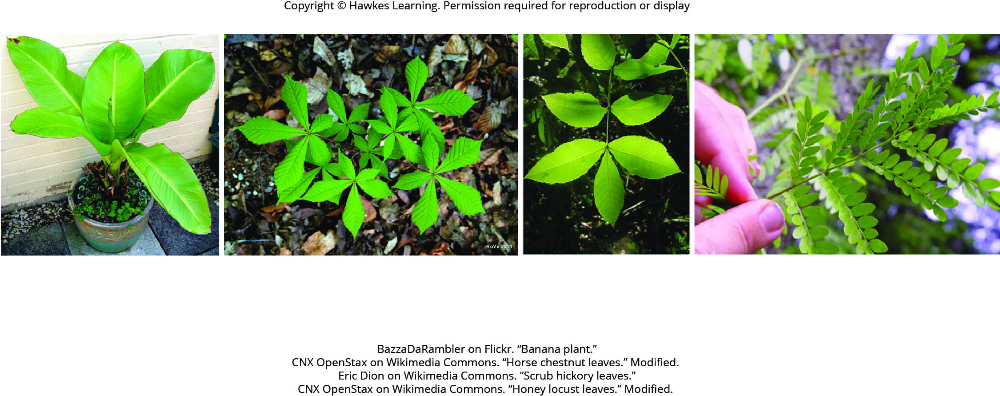 Copyright © Hawkes Learning. Permission required for reproduction or display
RoVe 2011
BazzaDaRambler on Flickr. “Banana plant.”
CNX OpenStax on Wikimedia Commons. “Horse chestnut leaves.” Modified.
Eric Dion on Wikimedia Commons. “Scrub hickory leaves.”
CNX OpenStax on Wikimedia Commons. “Honey locust leaves.” Modified.